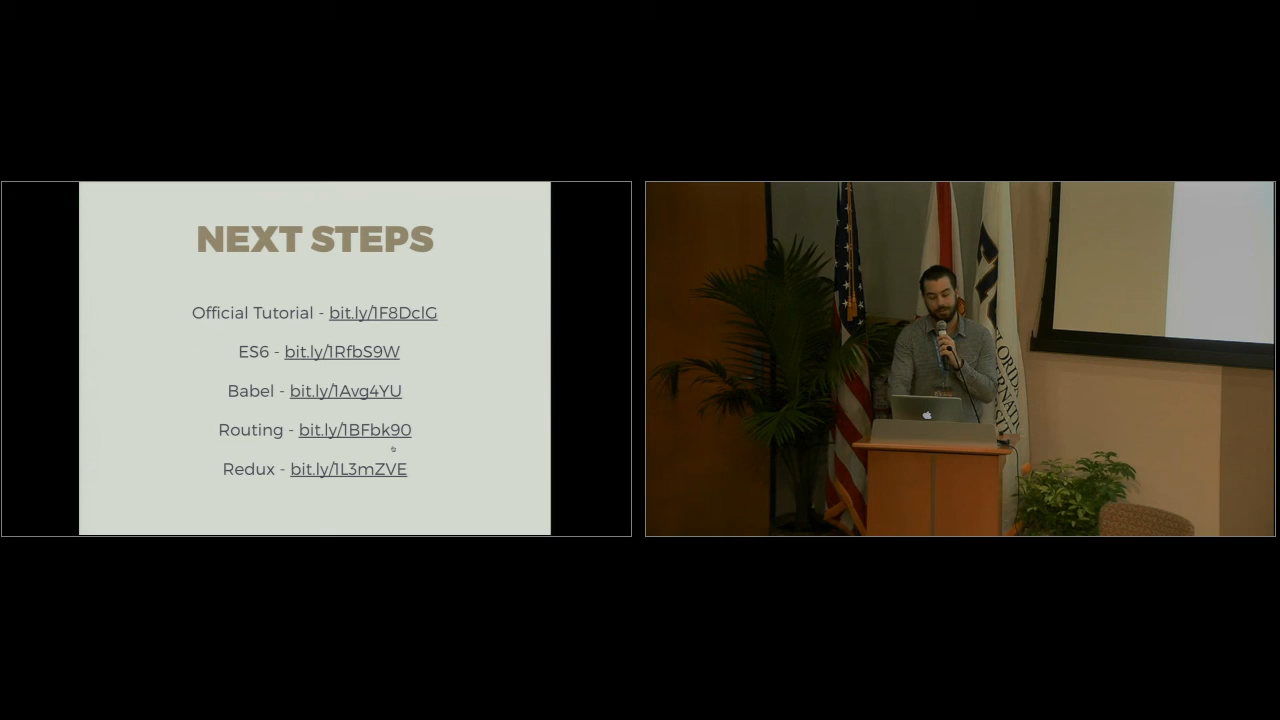 NEXT STEPS
Official Tutorial - bit.ly/1F8DclG
ES6 - bit.ly/1RfbS9W
Babel - bit.ly/1Avg4YU
Routing - bit.ly/1BFbk90
Redux - bit.ly/1L3mZVE